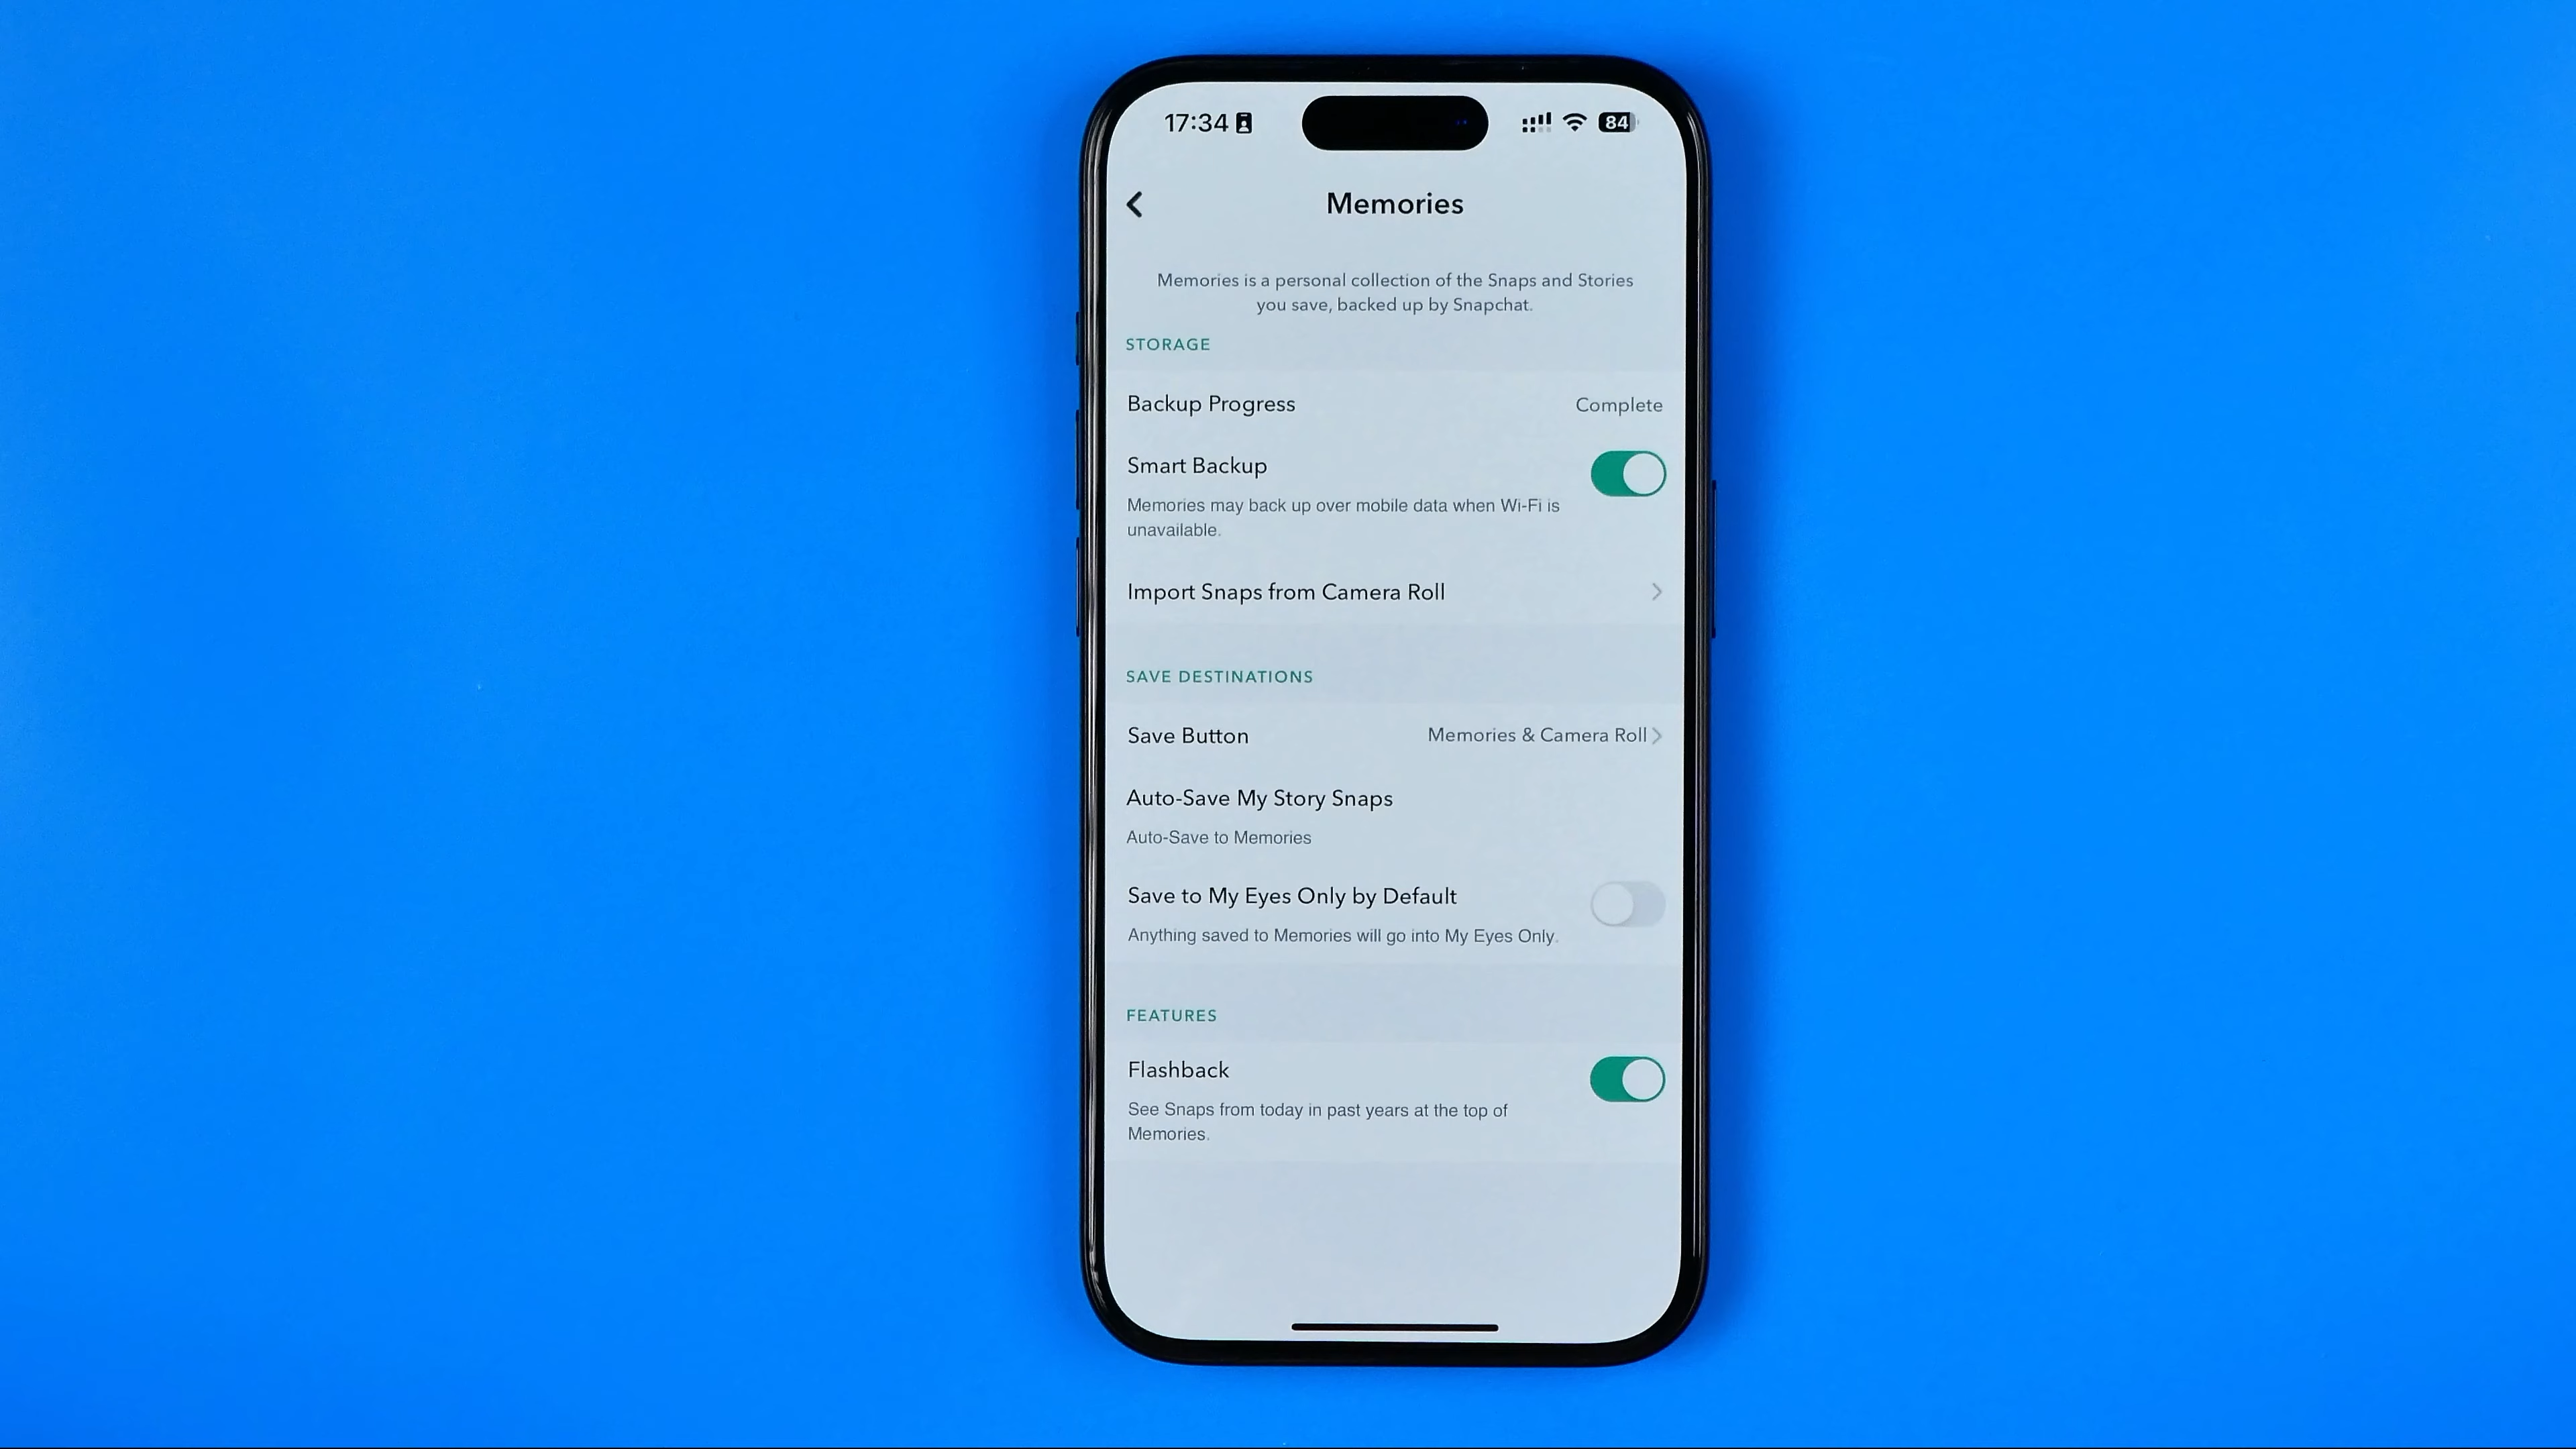 17:34
84
Memories
Memories is a personal collection of the Snaps and Stories
you save, backed up by Snapchat.
STORAGE
Backup Progress
Complete
Smart Backup
Memories may back up over mobile data when Wi-Fi is
unavailable.
Import Snaps from Camera Roll
SAVE DESTINATIONS
Save Button
Memories & Camera Roll
Auto-Save My Story Snaps
Auto-Save to Memories
Save to My Eyes Only by Default
Anything saved to Memories will go into My Eyes Only.
FEATURES
Flashback
See Snaps from today in past years at the top of
Memories.